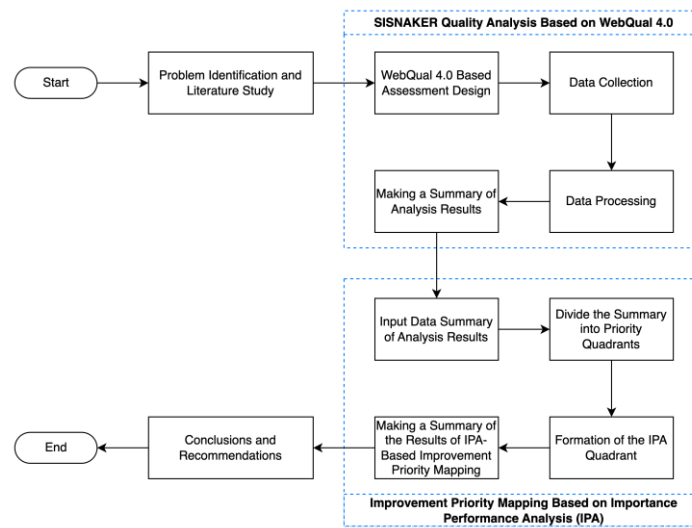 SISNAKER Quality Analysis Based on WebQual 4.0
Start
Problem Identification and
Literature Study
WebQual 4.0 Based
Assessment Design
Data Collection
Making a Summary of
Analysis Results
Data Processing
Input Data Summary
of Analysis Results
Divide the Summary
into Priority
Quadrants
End
Conclusions and
Recommendations
Making a Summary of
the Results of IPA-
Based Improvement
Priority Mapping
Formation of the IPA
Quadrant
Improvement Priority Mapping Based on Importance
Performance Analysis (IPA)